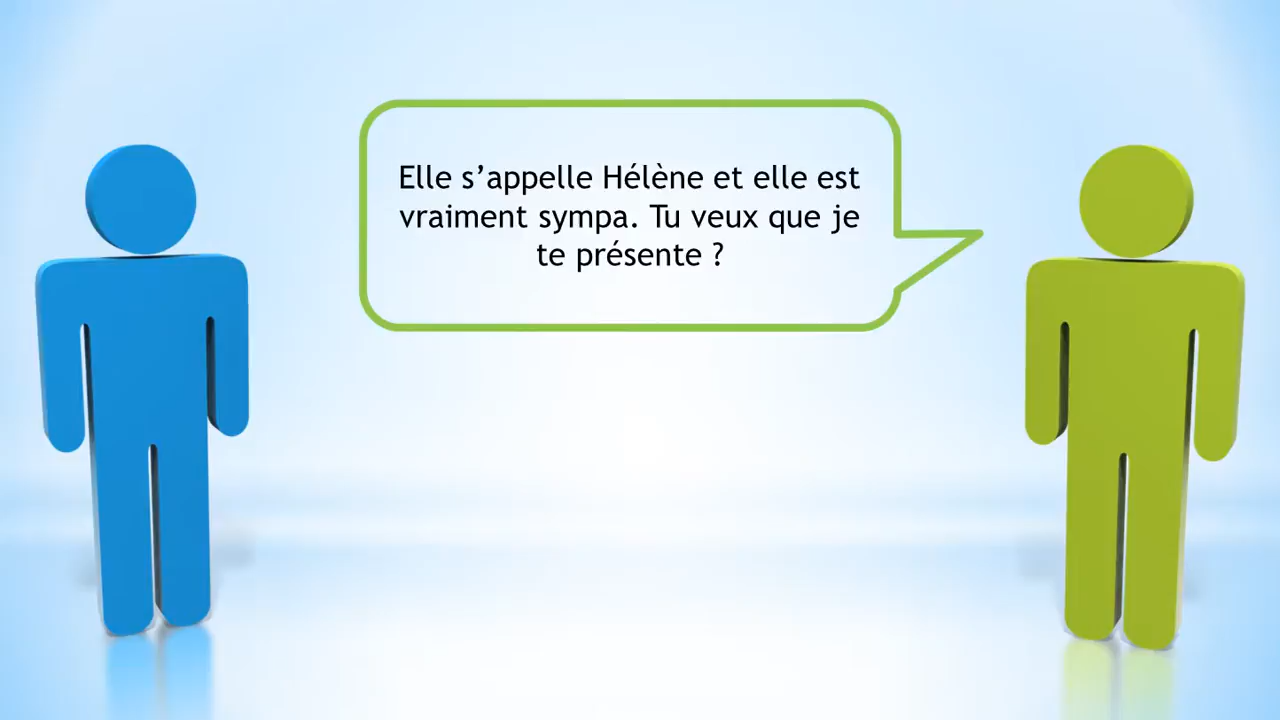 Elle s’appelle Hélène et elle est
vraiment sympa. Tu veux que je
te présente ?